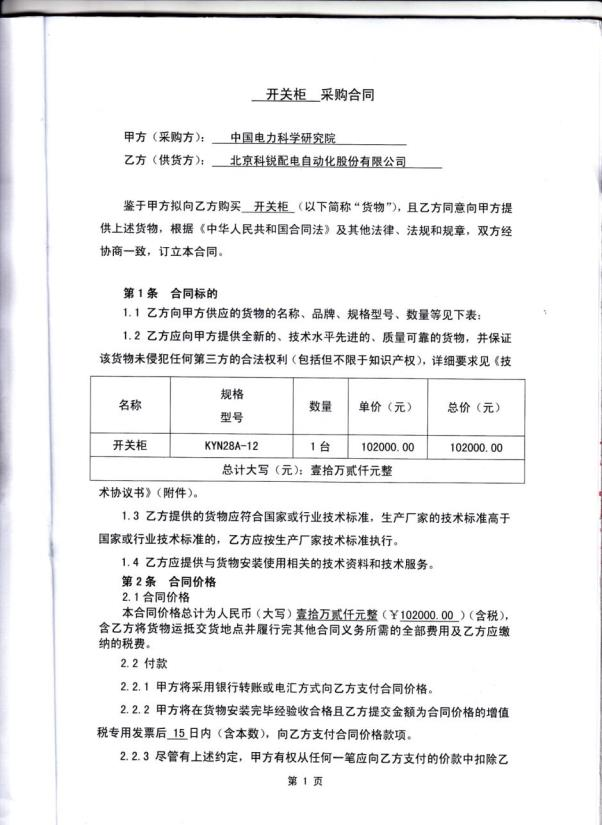 开关柜 采购合同
甲方（采购方）： 中国电力科学研究院
乙方（供货方）： 北京科锐配电自动化股份有限公司
鉴于甲方拟向乙方购买 开关柜 （以下简称“货物”），且乙方同意向甲方提
供上述货物，根据《中华人民共和国合同法》及其他法律、法规和规章，双方经
协商一致，订立本合同。
第1条 合同标的
1.1 乙方向甲方供应的货物的名称、品牌、规格型号、数量等见下表：
1.2 乙方应向甲方提供全新的、技术水平先进的、质量可靠的货物，并保证
该货物未侵犯任何第三方的合法权利（包括但不限于知识产权），详细要求见《技
名称 规格 数量 单价（元） 总价（元）
型号
开关柜 KYN28A-12 1台 102000.00 102000.00
总计大写（元）：壹拾万贰仟元整
术协议书》（附件）。
1.3 乙方提供的货物应符合国家或行业技术标准，生产厂家的技术标准高于
国家或行业技术标准的，乙方应按生产厂家技术标准执行。
1.4 乙方应提供与货物安装使用相关的技术资料和技术服务。
第2条 合同价格
2.1合同价格
本合同价格总计为人民币（大写）壹拾万贰仟元整（￥102000.00 ）（含税），
含乙方将货物运抵交货地点并履行完其他合同义务所需的全部费用及乙方应缴
纳的税费。
2.2 付款
2.2.1 甲方将采用银行转账或电汇方式向乙方支付合同价格。
2.2.2 甲方将在货物安装完毕经验收合格且乙方提交金额为合同价格的增值
税专用发票后 15 日内（含本数），向乙方支付合同价格款项。
2.2.3 尽管有上述约定，甲方有权从任何一笔应向乙方支付的价款中扣除乙
第 1 页